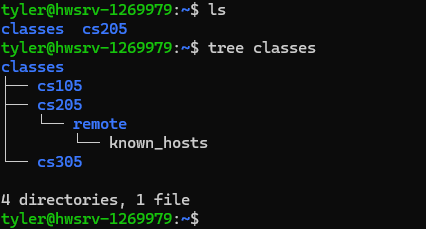 tyler@hwsrv-1269979:~$ ls
classes  cs205
tyler@hwsrv-1269979:~$ tree classes
classes
├── cs105
├── cs205
│   └── remote
│       └── known_hosts
└── cs305

4 directories, 1 file
tyler@hwsrv-1269979:~$